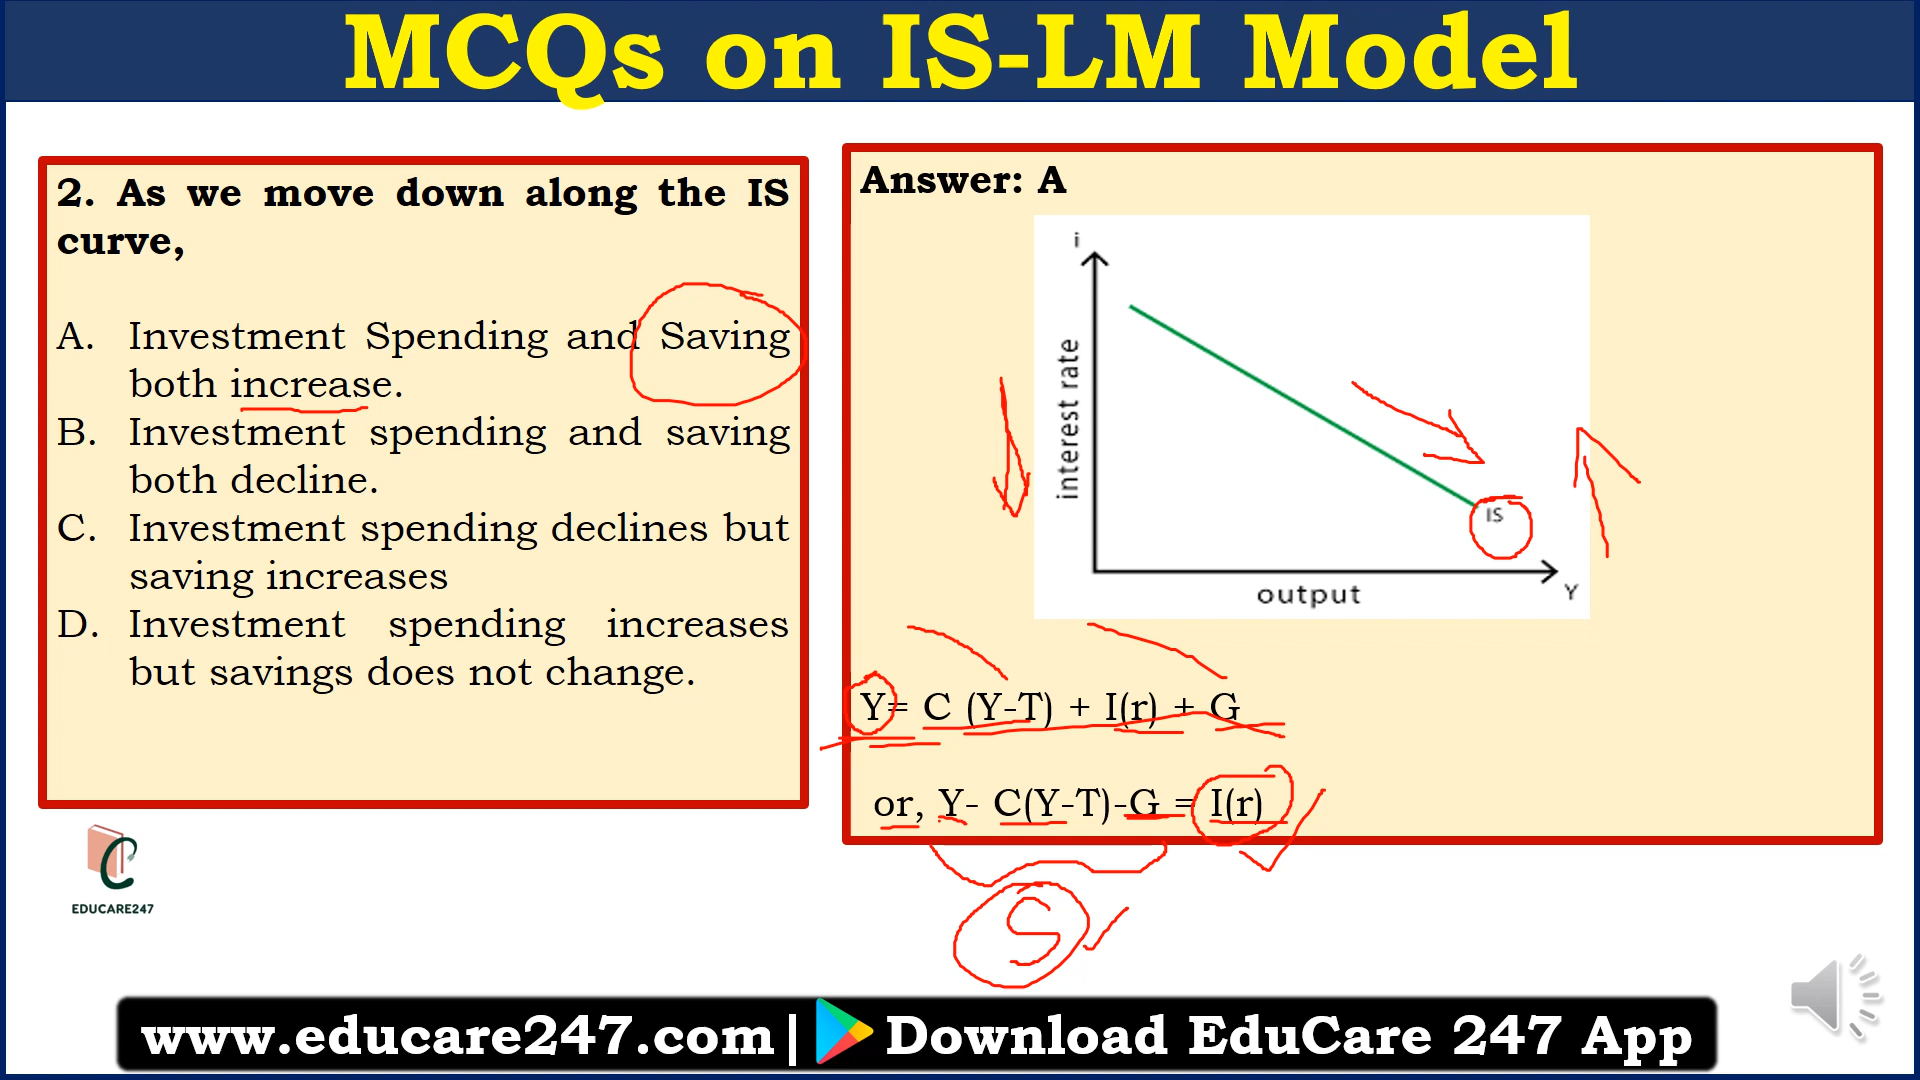 MCQs on IS-LM Model
2. As we move down along the IS
curve,
A. Investment Spending and Saving
both increase.
B. Investment spending and saving
both decline.
C. Investment spending declines but
saving increases
D. Investment spending increases
but savings does not change.
Answer: A
i
interest rate
IS
output
Y
Y= C (Y-T) + I(r) + G
or, Y- C(Y-T)-G = I(r)
S
EDUCARE247
www.educare247.com| Download EduCare 247 App